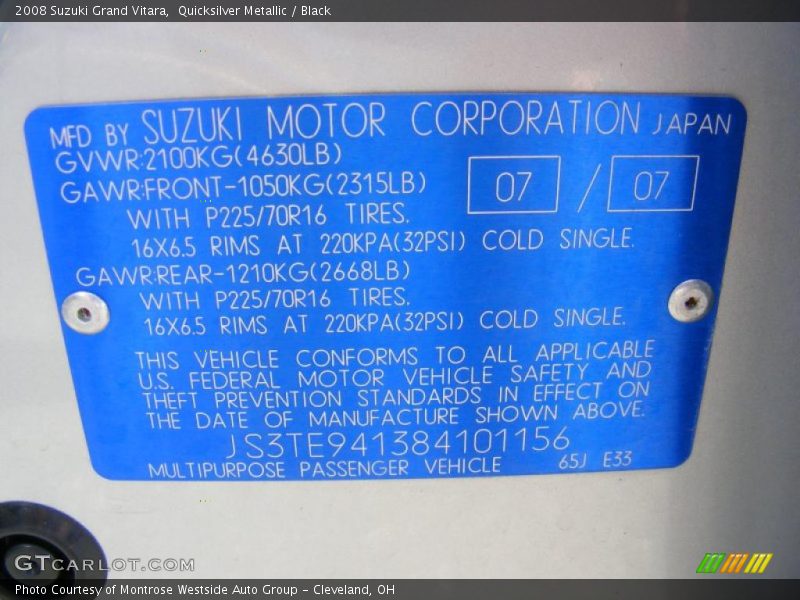 2008 Suzuki Grand Vitara, Quicksilver Metallic / Black
MFD BY SUZUKI MOTOR CORPORATION JAPAN
GVWR:2100KG(4630LB)
GAWR:FRONT-1050KG(2315LB)
07 / 07
WITH P225/70R16 TIRES.
16X6.5 RIMS AT 220KPA(32PSI) COLD SINGLE.
GAWR:REAR-1210KG(2668LB)
WITH P225/70R16 TIRES.
16X6.5 RIMS AT 220KPA(32PSI) COLD SINGLE.
THIS VEHICLE CONFORMS TO ALL APPLICABLE
U.S. FEDERAL MOTOR VEHICLE SAFETY AND
THEFT PREVENTION STANDARDS IN EFFECT ON
THE DATE OF MANUFACTURE SHOWN ABOVE.
JS3TE941384101156
MULTIPURPOSE PASSENGER VEHICLE 65J E33
GTCARLOT.COM
Photo Courtesy of Montrose Westside Auto Group - Cleveland, OH